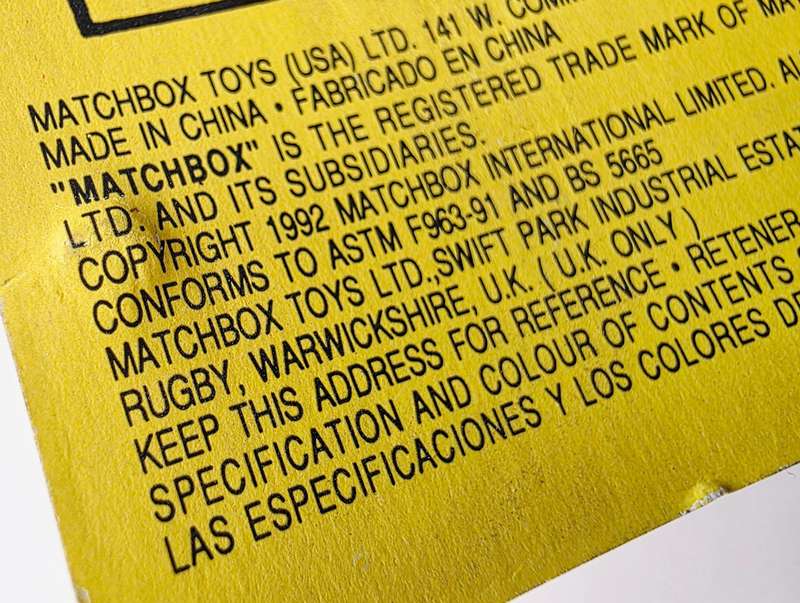 MATCHBOX TOYS (USA) LTD. 141 W.
MADE IN CHINA • FABRICADO EN CHINA
"MATCHBOX" IS THE REGISTERED TRADE MARK OF
LTD. AND ITS SUBSIDIARIES.
COPYRIGHT 1992 MATCHBOX INTERNATIONAL LIMITED.
CONFORMS TO ASTM F963-91 AND BS 5665
MATCHBOX TOYS LTD.,SWIFT PARK INDUSTRIAL
RUGBY, WARWICKSHIRE, U.K. ( U.K. ONLY )
KEEP THIS ADDRESS FOR REFERENCE • RETENER
SPECIFICATION AND COLOUR OF CONTENTS
LAS ESPECIFICACIONES Y LOS COLORES